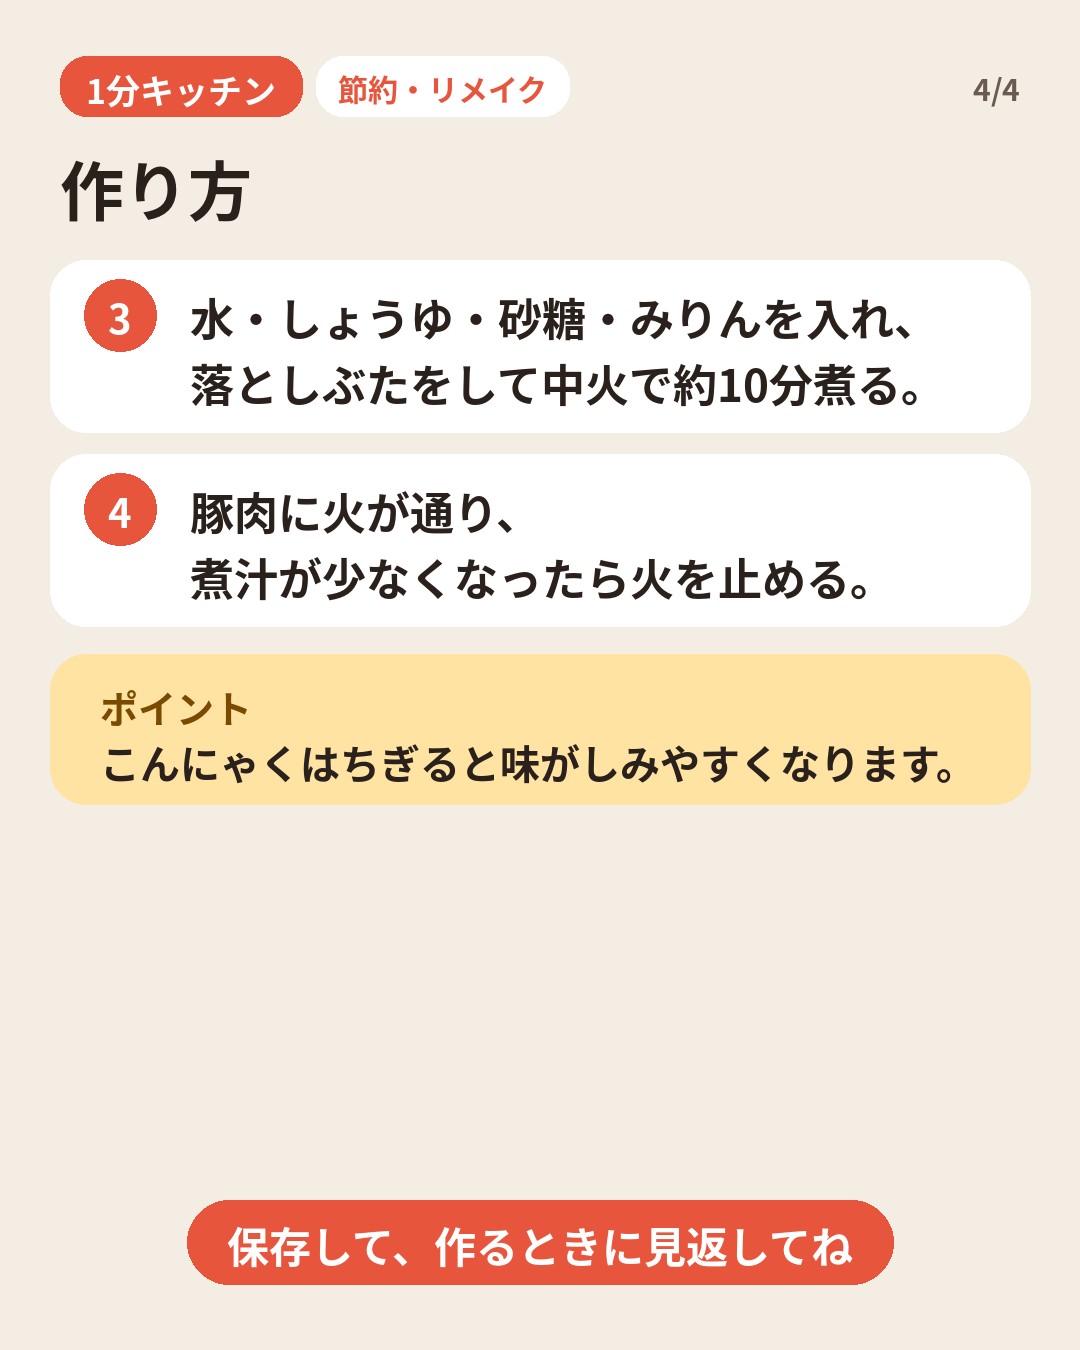 1分キッチン
節約・リメイク
4/4
作り方
3
水・しょうゆ・砂糖・みりんを入れ、
落としぶたをして中火で約10分煮る。
4
豚肉に火が通り、
煮汁が少なくなったら火を止める。
ポイント
こんにゃくはちぎると味がしみやすくなります。
保存して、作るときに見返してね